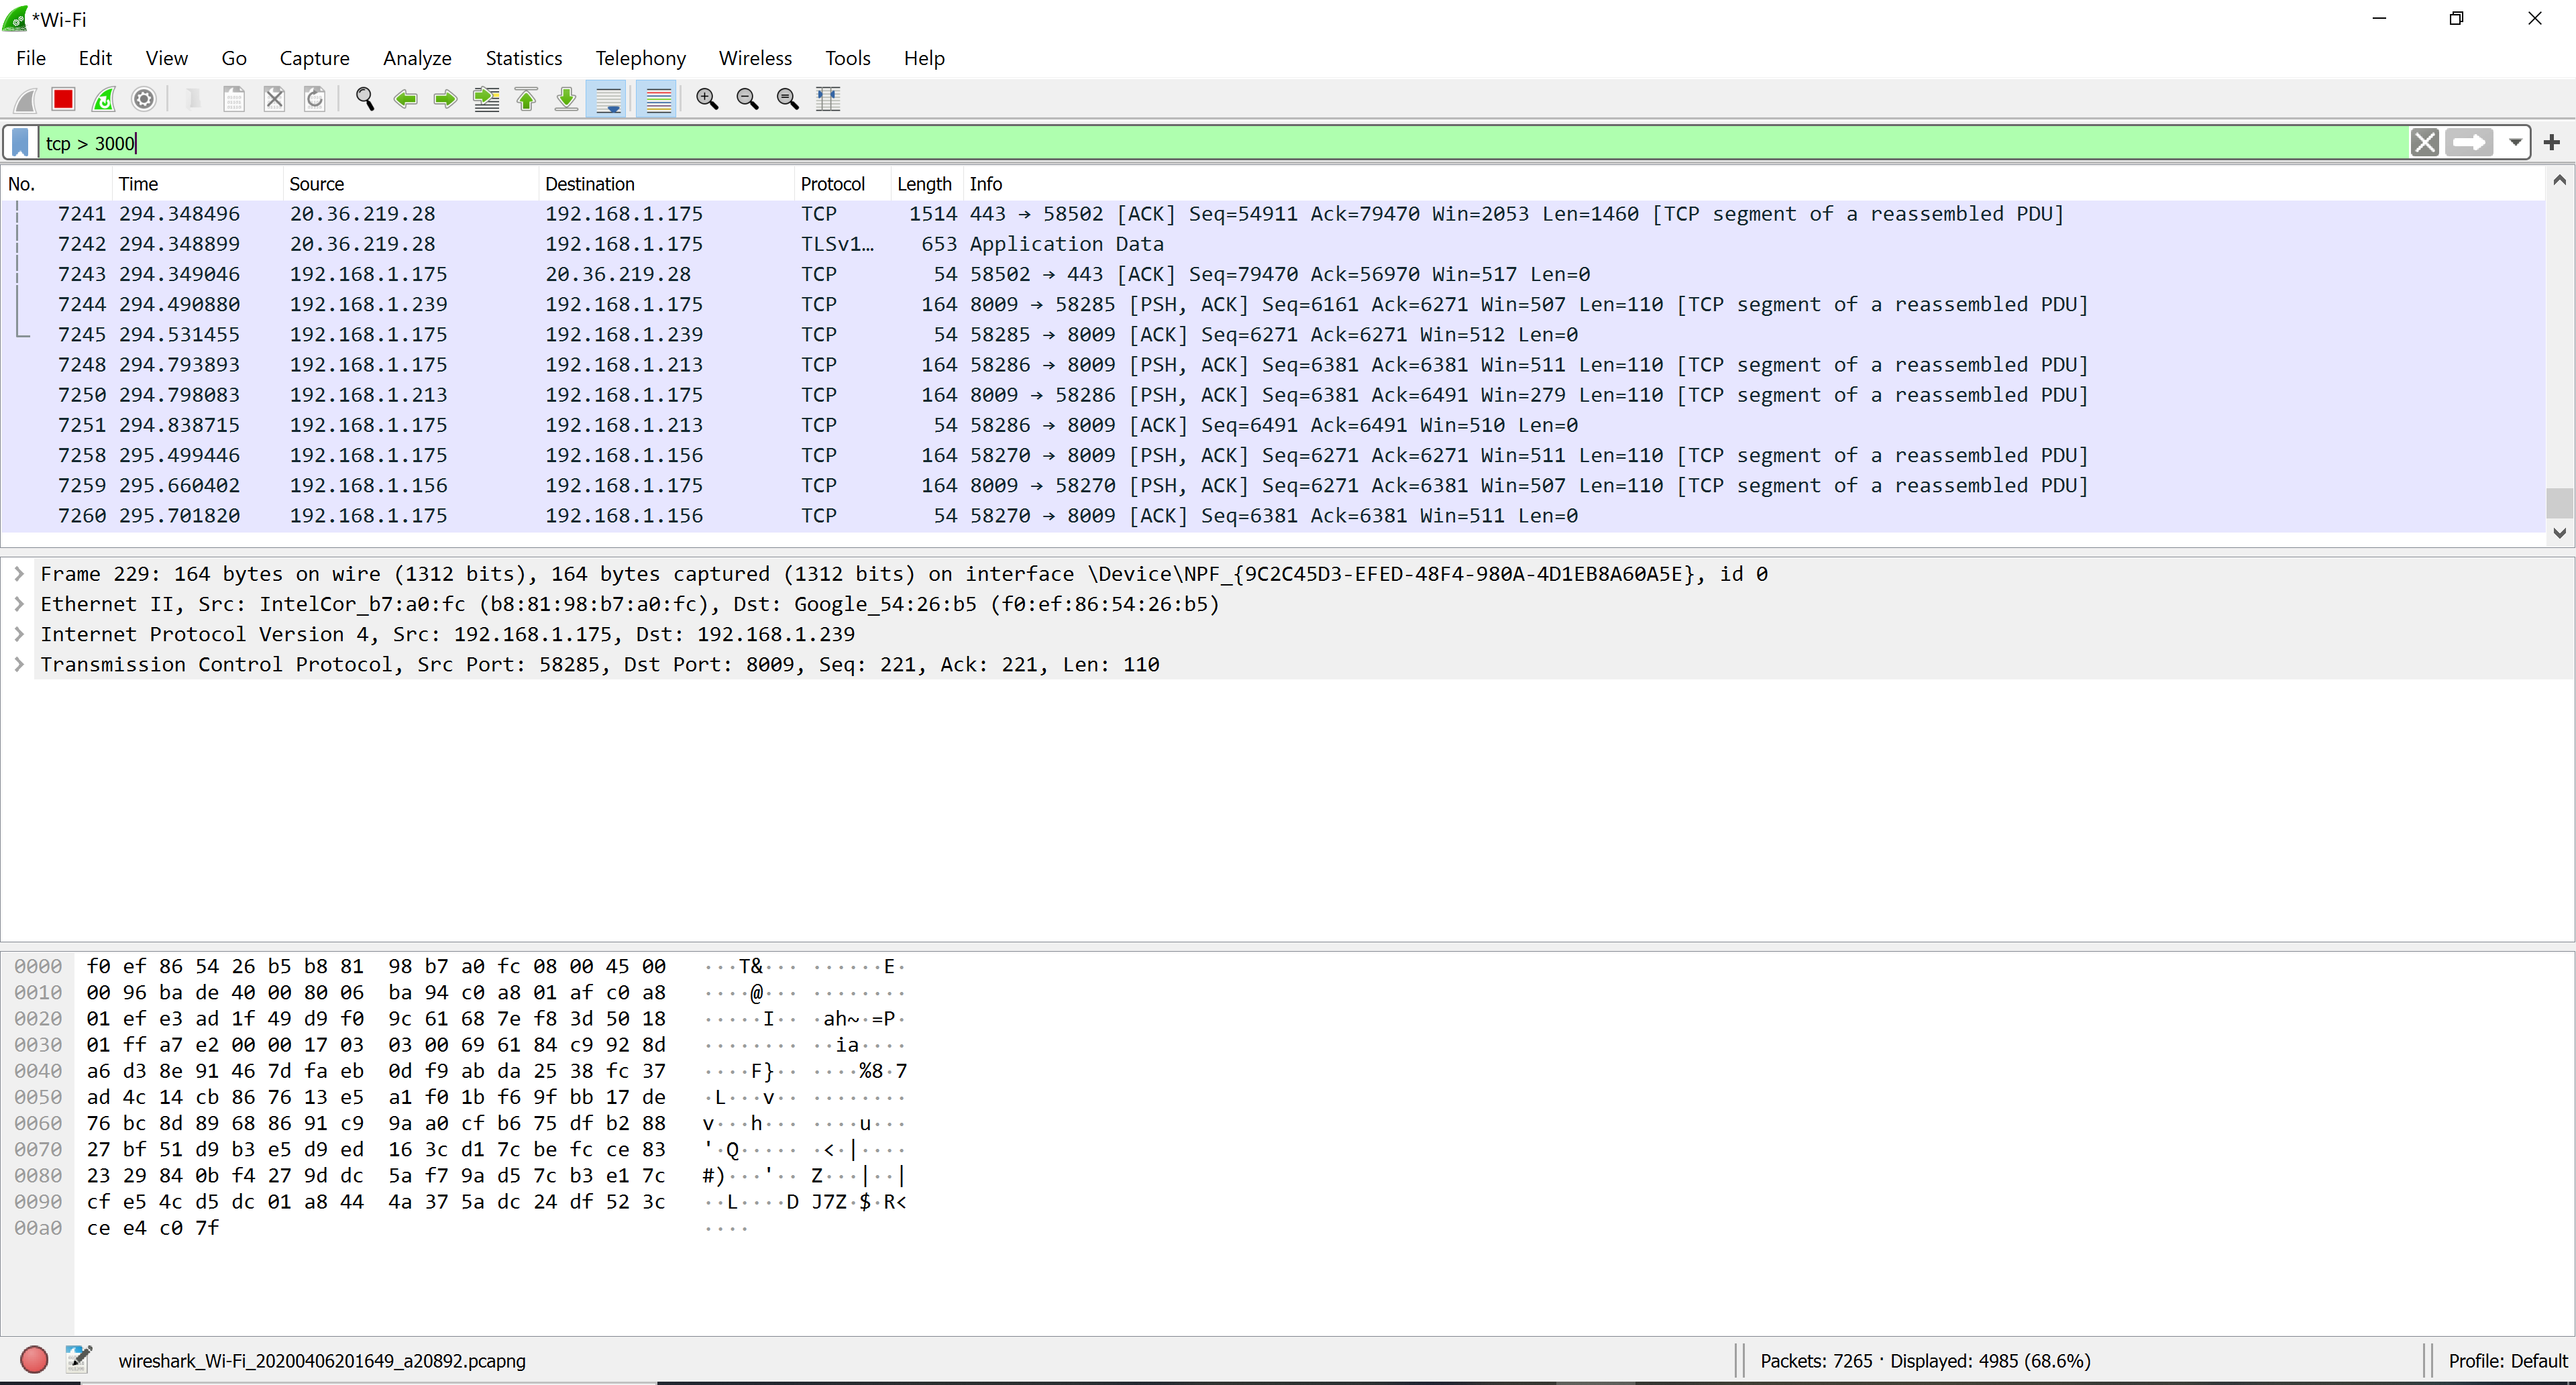 *Wi-Fi
File Edit View Go Capture Analyze Statistics Telephony Wireless Tools Help
tcp > 3000
No. Time Source Destination Protocol Length Info
7241 294.348496 20.36.219.28 192.168.1.175 TCP 1514 443 → 58502 [ACK] Seq=54911 Ack=79470 Win=2053 Len=1460 [TCP segment of a reassembled PDU]
7242 294.348899 20.36.219.28 192.168.1.175 TLSv1… 653 Application Data
7243 294.349046 192.168.1.175 20.36.219.28 TCP 54 58502 → 443 [ACK] Seq=79470 Ack=56970 Win=517 Len=0
7244 294.490880 192.168.1.239 192.168.1.175 TCP 164 8009 → 58285 [PSH, ACK] Seq=6161 Ack=6271 Win=507 Len=110 [TCP segment of a reassembled PDU]
7245 294.531455 192.168.1.175 192.168.1.239 TCP 54 58285 → 8009 [ACK] Seq=6271 Ack=6271 Win=512 Len=0
7248 294.793893 192.168.1.175 192.168.1.213 TCP 164 58286 → 8009 [PSH, ACK] Seq=6381 Ack=6381 Win=511 Len=110 [TCP segment of a reassembled PDU]
7250 294.798083 192.168.1.213 192.168.1.175 TCP 164 8009 → 58286 [PSH, ACK] Seq=6381 Ack=6491 Win=279 Len=110 [TCP segment of a reassembled PDU]
7251 294.838715 192.168.1.175 192.168.1.213 TCP 54 58286 → 8009 [ACK] Seq=6491 Ack=6491 Win=510 Len=0
7258 295.499446 192.168.1.175 192.168.1.156 TCP 164 58270 → 8009 [PSH, ACK] Seq=6271 Ack=6271 Win=511 Len=110 [TCP segment of a reassembled PDU]
7259 295.660402 192.168.1.156 192.168.1.175 TCP 164 8009 → 58270 [PSH, ACK] Seq=6271 Ack=6381 Win=507 Len=110 [TCP segment of a reassembled PDU]
7260 295.701820 192.168.1.175 192.168.1.156 TCP 54 58270 → 8009 [ACK] Seq=6381 Ack=6381 Win=511 Len=0
Frame 229: 164 bytes on wire (1312 bits), 164 bytes captured (1312 bits) on interface \Device\NPF_{9C2C45D3-EFED-48F4-980A-4D1EB8A60A5E}, id 0
Ethernet II, Src: IntelCor_b7:a0:fc (b8:81:98:b7:a0:fc), Dst: Google_54:26:b5 (f0:ef:86:54:26:b5)
Internet Protocol Version 4, Src: 192.168.1.175, Dst: 192.168.1.239
Transmission Control Protocol, Src Port: 58285, Dst Port: 8009, Seq: 221, Ack: 221, Len: 110
0000 f0 ef 86 54 26 b5 b8 81 98 b7 a0 fc 08 00 45 00 ···T&··· ······E·
0010 00 96 ba de 40 00 80 06 ba 94 c0 a8 01 af c0 a8 ····@··· ········
0020 01 ef e3 ad 1f 49 d9 f0 9c 61 68 7e f8 3d 50 18 ·····I·· ·ah~·=P·
0030 01 ff a7 e2 00 00 17 03 03 00 69 61 84 c9 92 8d ········ ··ia····
0040 a6 d3 8e 91 46 7d fa eb 0d f9 ab da 25 38 fc 37 ····F}·· ····%8·7
0050 ad 4c 14 cb 86 76 13 e5 a1 f0 1b f6 9f bb 17 de ·L···v·· ········
0060 76 bc 8d 89 68 86 91 c9 9a a0 cf b6 75 df b2 88 v···h··· ····u···
0070 27 bf 51 d9 b3 e5 d9 ed 16 3c d1 7c be fc ce 83 '·Q····· ·<·|····
0080 23 29 84 0b f4 27 9d dc 5a f7 9a d5 7c b3 e1 7c #)···'·· Z···|··|
0090 cf e5 4c d5 dc 01 a8 44 4a 37 5a dc 24 df 52 3c ··L····D J7Z·$·R<
00a0 ce e4 c0 7f ····
wireshark_Wi-Fi_20200406201649_a20892.pcapng Packets: 7265 · Displayed: 4985 (68.6%) Profile: Default